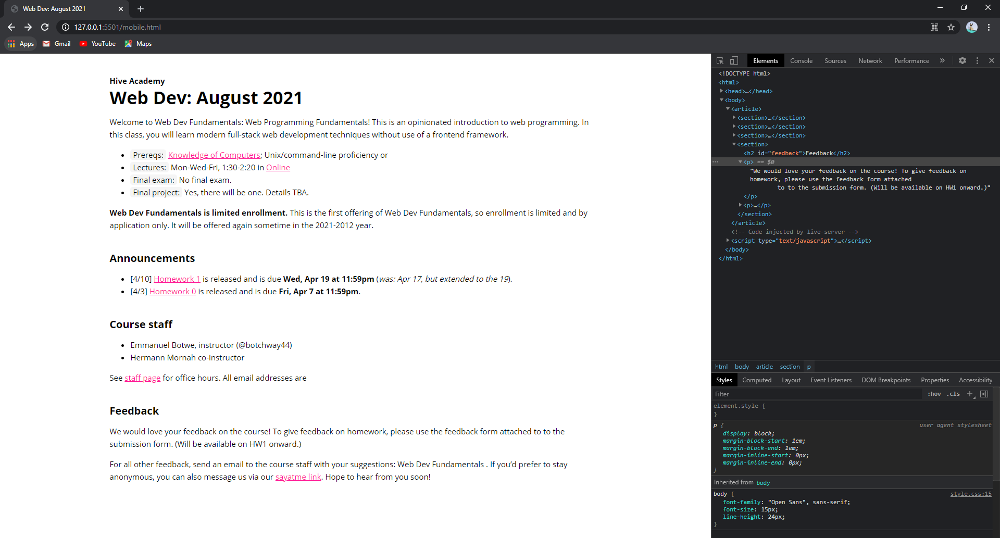 Web Dev: August 2021
127.0.0.1:5501/mobile.html
Apps Gmail YouTube Maps
Hive Academy
Web Dev: August 2021
Welcome to Web Dev Fundamentals: Web Programming Fundamentals! This is an opinionated introduction to web programming. In
this class, you will learn modern full-stack web development techniques without use of a frontend framework.
• Prereqs: Knowledge of Computers; Unix/command-line proficiency or
• Lectures: Mon-Wed-Fri, 1:30-2:20 in Online
• Final exam: No final exam.
• Final project: Yes, there will be one. Details TBA.
Web Dev Fundamentals is limited enrollment. This is the first offering of Web Dev Fundamentals, so enrollment is limited and by
application only. It will be offered again sometime in the 2021-2012 year.
Announcements
• [4/10] Homework 1 is released and is due Wed, Apr 19 at 11:59pm (was: Apr 17, but extended to the 19).
• [4/3] Homework 0 is released and is due Fri, Apr 7 at 11:59pm.
Course staff
• Emmanuel Botwe, instructor (@botchway44)
• Hermann Mornah co-instructor
See staff page for office hours. All email addresses are
Feedback
We would love your feedback on the course! To give feedback on homework, please use the feedback form attached to to the
submission form. (Will be available on HW1 onward.)
For all other feedback, send an email to the course staff with your suggestions: Web Dev Fundamentals . If you’d prefer to stay
anonymous, you can also message us via our sayatme link. Hope to hear from you soon!
Elements Console Sources Network Performance »
<!DOCTYPE html>
<html>
<head>…</head>
<body>
<article>
<section>…</section>
<section>…</section>
<section>…</section>
<section>
<h2 id="feedback">Feedback</h2>
<p> == $0
"We would love your feedback on the course! To give feedback on
homework, please use the feedback form attached
to to the submission form. (Will be available on HW1 onward.)"
</p>
<p>…</p>
</section>
</article>
<!-- Code injected by live-server -->
<script type="text/javascript">…</script>
</body>
</html>
html body article section p
Styles Computed Layout Event Listeners DOM Breakpoints Properties Accessibility
Filter :hov .cls +
element.style {
}
p { user agent stylesheet
display: block;
margin-block-start: 1em;
margin-block-end: 1em;
margin-inline-start: 0px;
margin-inline-end: 0px;
}
Inherited from body
body { style.css:15
font-family: "Open Sans", sans-serif;
font-size: 15px;
line-height: 24px;
}